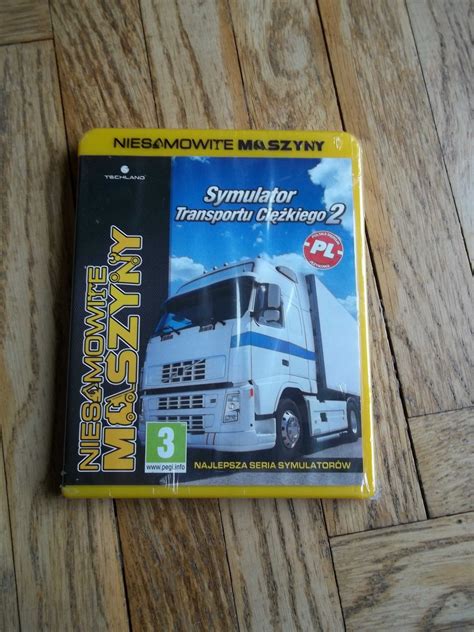 NIESAMOWITE MASZYNY
TECHLAND
Symulator
Transportu Ciężkiego 2
PL
NIESAMOWITE
MASZYNY
3
www.pegi.info
NAJLEPSZA SERIA SYMULATORÓW